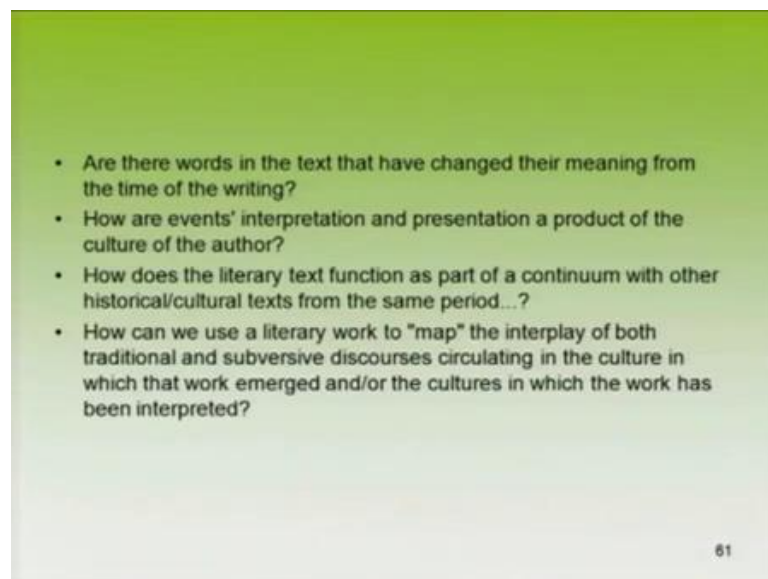 • Are there words in the text that have changed their meaning from
the time of the writing?
• How are events' interpretation and presentation a product of the
culture of the author?
• How does the literary text function as part of a continuum with other
historical/cultural texts from the same period...?
• How can we use a literary work to "map" the interplay of both
traditional and subversive discourses circulating in the culture in
which that work emerged and/or the cultures in which the work has
been interpreted?
61